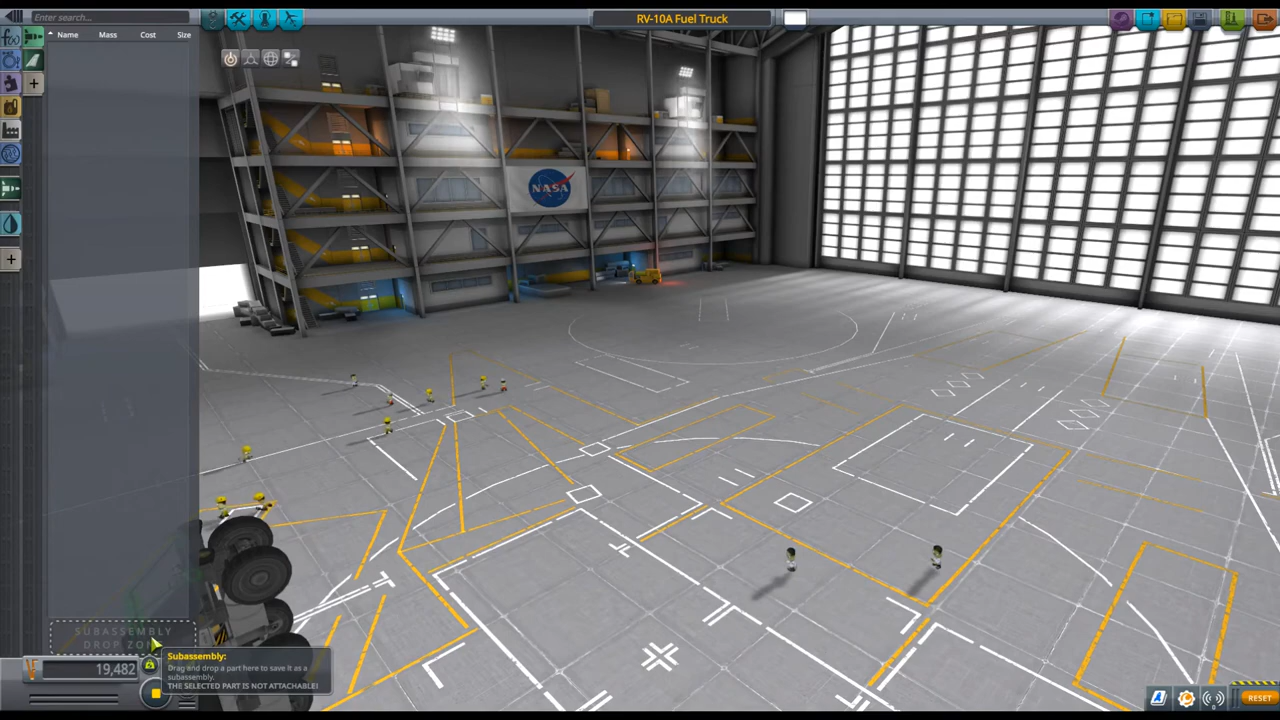 Enter search...
RV-10A Fuel Truck
Name Mass Cost Size
f(x)
NASA
SUBASSEMBLY
DROP ZON
19,482
Subassembly:
Drag and drop a part here to save it as a
subassembly.
THE SELECTED PART IS NOT ATTACHABLE!
RESET